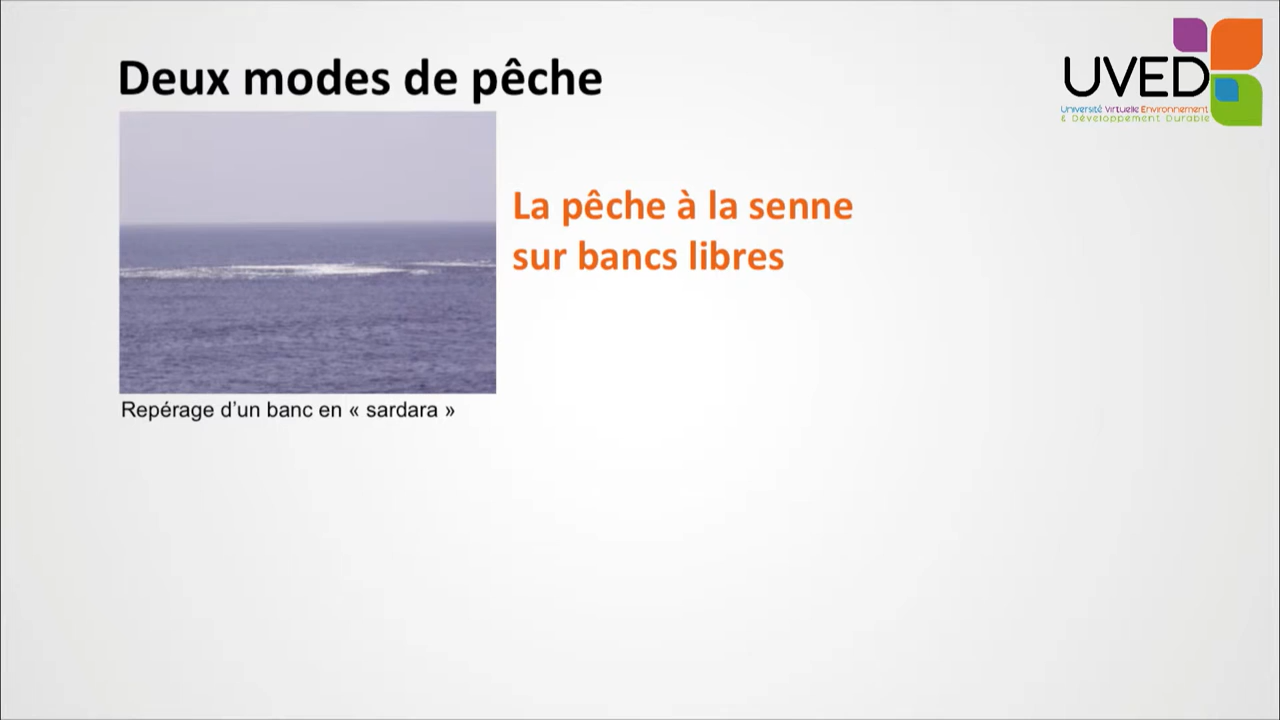 Deux modes de pêche
UVED
Université Virtuelle Environnement
& Développement Durable
La pêche à la senne
sur bancs libres
Repérage d'un banc en « sardara »